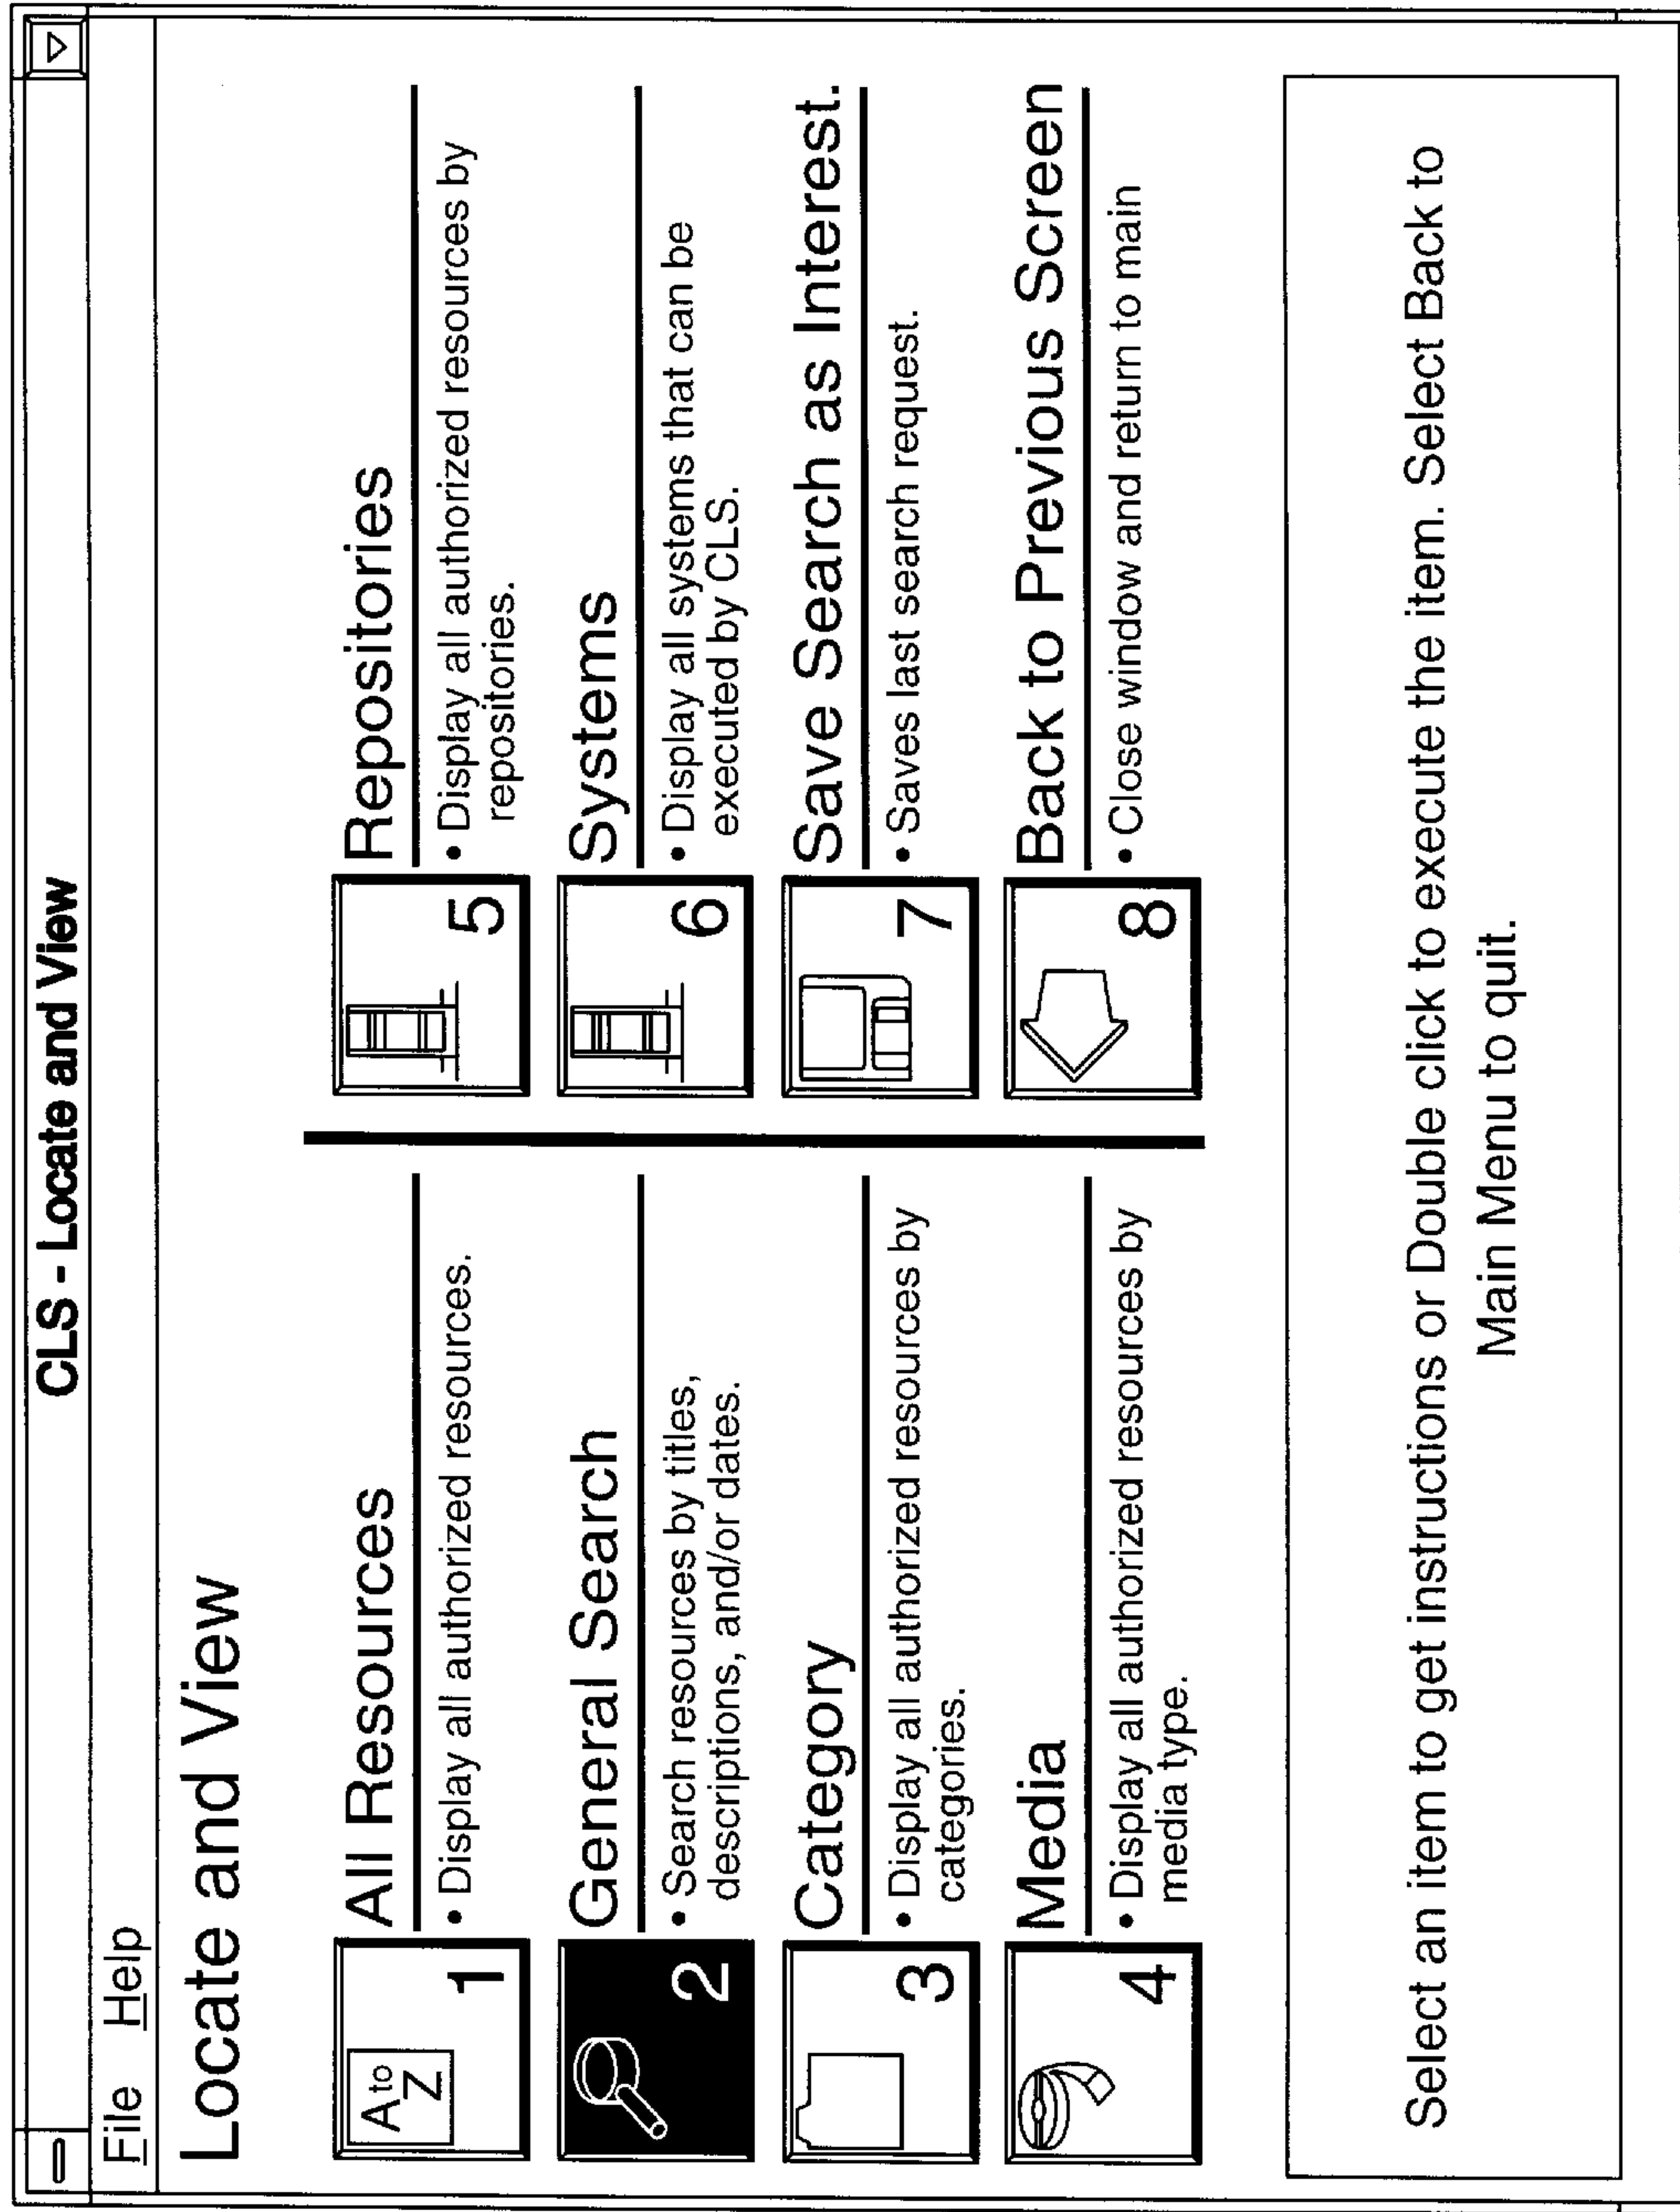 CLS - Locate and View
File Help
Locate and View
A to
Z
1
All Resources
• Display all authorized resources.
2
General Search
• Search resources by titles,
descriptions, and/or dates.
3
Category
• Display all authorized resources by
categories.
4
Media
• Display all authorized resources by
media type.
5
Repositories
• Display all authorized resources by
repositories.
6
Systems
• Display all systems that can be
executed by CLS.
7
Save Search as Interest.
• Saves last search request.
8
Back to Previous Screen
• Close window and return to main
Select an item to get instructions or Double click to execute the item. Select Back to
Main Menu to quit.